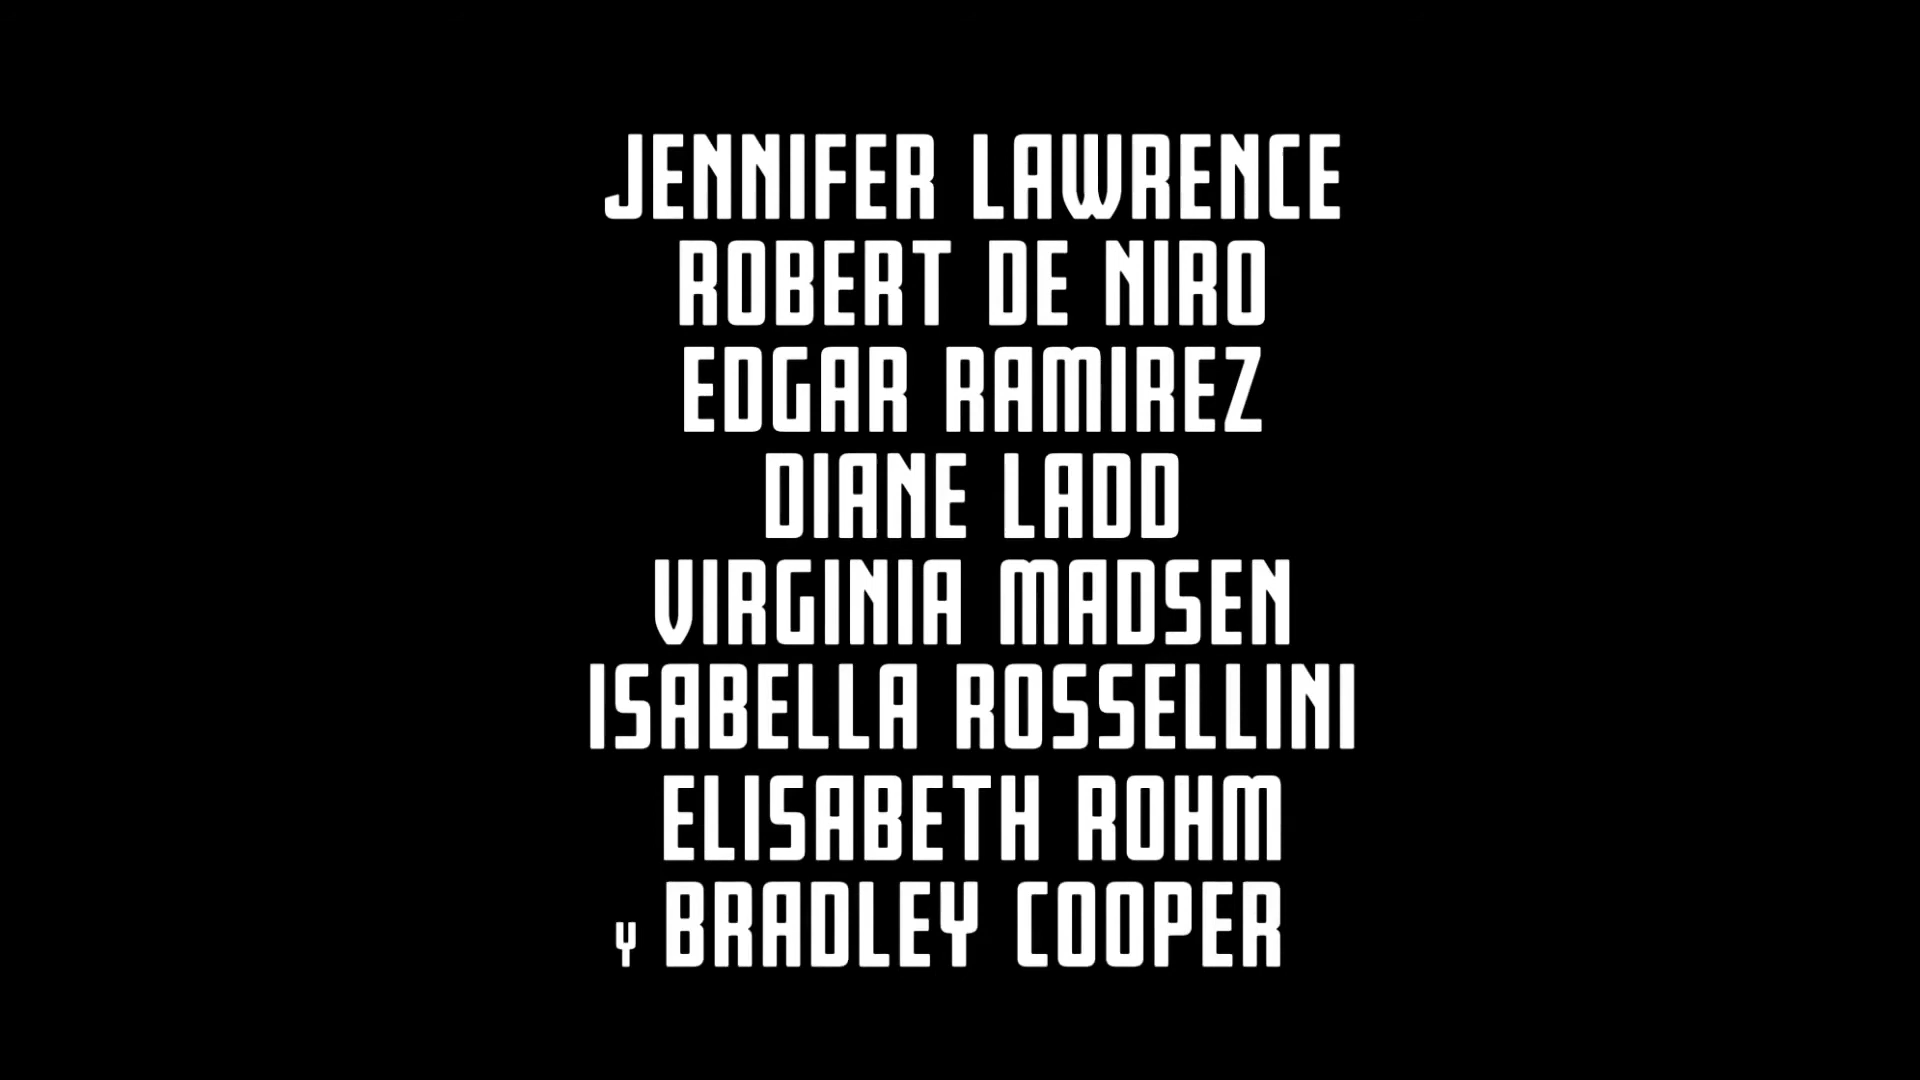 JENNIFER LAWRENCE
ROBERT DE NIRO
EDGAR RAMIREZ
DIANE LADD
VIRGINIA MADSEN
ISABELLA ROSSELLINI
ELISABETH ROHM
Y BRADLEY COOPER